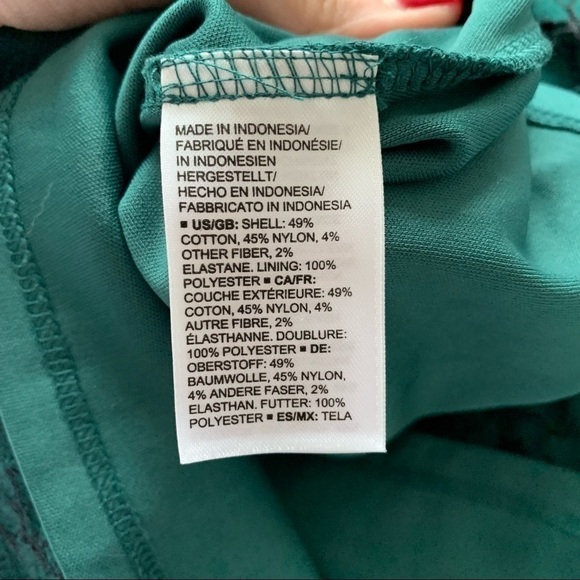 MADE IN INDONESIA/
FABRIQUÉ EN INDONÉSIE/
IN INDONESIEN
HERGESTELLT/
HECHO EN INDONESIA/
FABBRICATO IN INDONESIA
■ US/GB: SHELL: 49%
COTTON, 45% NYLON, 4%
OTHER FIBER, 2%
ELASTANE. LINING: 100%
POLYESTER ■ CA/FR:
COUCHE EXTÉRIEURE: 49%
COTON, 45% NYLON, 4%
AUTRE FIBRE, 2%
ÉLASTHANNE. DOUBLURE:
100% POLYESTER ■ DE:
OBERSTOFF: 49%
BAUMWOLLE, 45% NYLON,
4% ANDERE FASER, 2%
ELASTHAN. FUTTER: 100%
POLYESTER ■ ES/MX: TELA